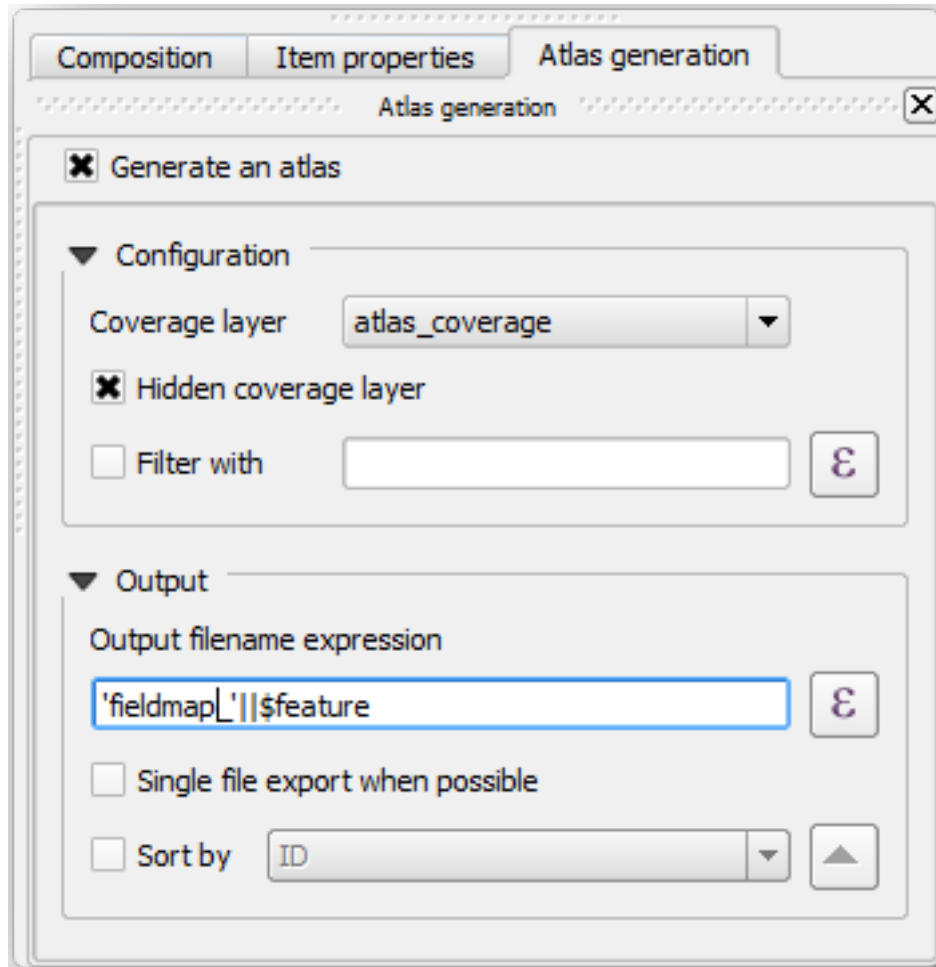 Composition Item properties Atlas generation
Atlas generation
Generate an atlas
Configuration
Coverage layer atlas_coverage
Hidden coverage layer
Filter with ε
Output
Output filename expression
'fieldmap_'||$feature ε
Single file export when possible
Sort by ID